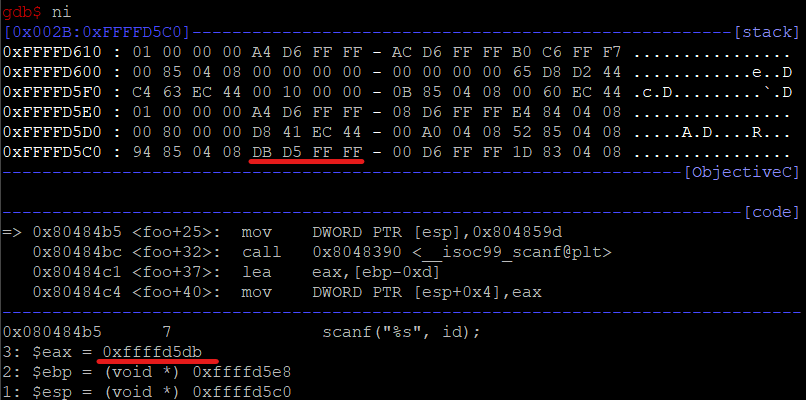 gdb$ ni
[0x002B:0xFFFFD5C0]------------------------------------------------------[stack]
0xFFFFD610 : 01 00 00 00 A4 D6 FF FF - AC D6 FF FF B0 C6 FF F7 ................
0xFFFFD600 : 00 85 04 08 00 00 00 00 - 00 00 00 00 65 D8 D2 44 ............e..D
0xFFFFD5F0 : C4 63 EC 44 00 10 00 00 - 0B 85 04 08 00 60 EC 44 .c.D.........`.D
0xFFFFD5E0 : 01 00 00 00 A4 D6 FF FF - 08 D6 FF FF E4 84 04 08 ................
0xFFFFD5D0 : 00 80 00 00 D8 41 EC 44 - 00 A0 04 08 52 85 04 08 .....A.D....R...
0xFFFFD5C0 : 94 85 04 08 DB D5 FF FF - 00 D6 FF FF 1D 83 04 08 ................
--------------------------------------------------------------------[ObjectiveC]
--------------------------------------------------------------------------[code]
=> 0x80484b5 <foo+25>: mov DWORD PTR [esp],0x804859d
0x80484bc <foo+32>: call 0x8048390 <__isoc99_scanf@plt>
0x80484c1 <foo+37>: lea eax,[ebp-0xd]
0x80484c4 <foo+40>: mov DWORD PTR [esp+0x4],eax
--------------------------------------------------------------------------------
0x080484b5 7 scanf("%s", id);
3: $eax = 0xffffd5db
2: $ebp = (void *) 0xffffd5e8
1: $esp = (void *) 0xffffd5c0